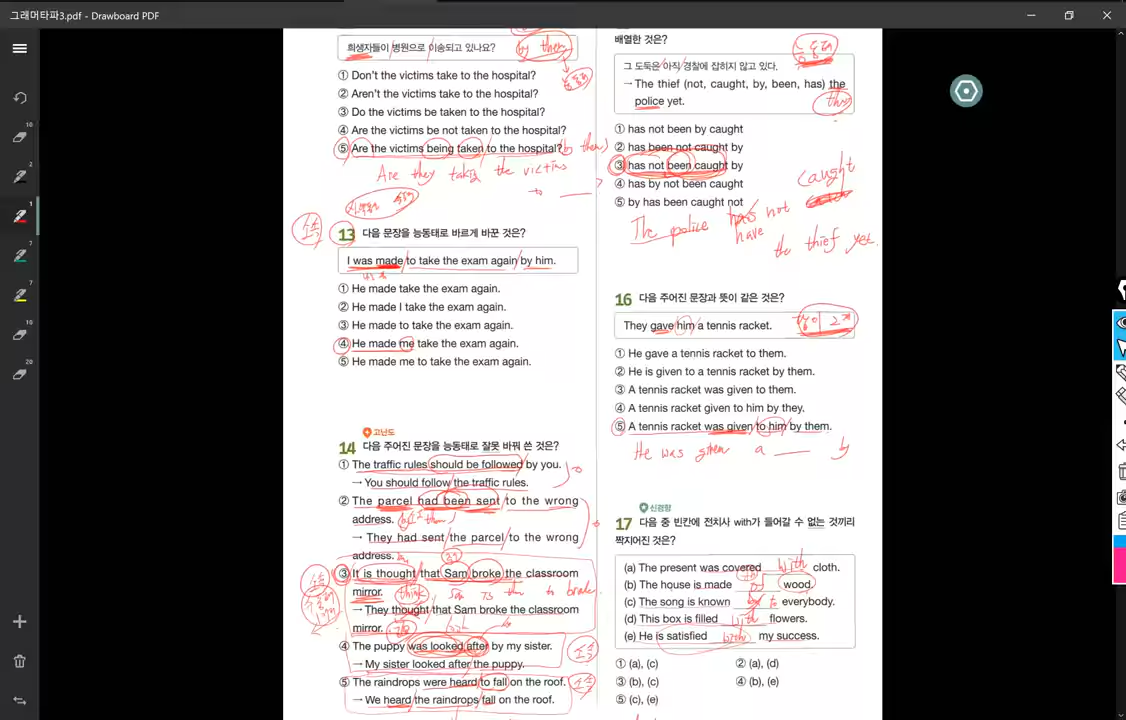 그래머타파3.pdf - Drawboard PDF
희생자들이 병원으로 이송되고 있나요?
by them
① Don't the victims take to the hospital?
② Aren't the victims take to the hospital?
③ Do the victims be taken to the hospital?
④ Are the victims be not taken to the hospital?
⑤ Are the victims being taken to the hospital? (by them)
Are they taking the victims
13 다음 문장을 능동태로 바르게 바꾼 것은?
I was made to take the exam again by him.
① He made take the exam again.
② He made I take the exam again.
③ He made to take the exam again.
④ He made me take the exam again.
⑤ He made me to take the exam again.
고난도
14 다음 주어진 문장을 능동태로 잘못 바꿔 쓴 것은?
① The traffic rules should be followed by you.
→ You should follow the traffic rules.
② The parcel had been sent to the wrong
address.
→ They had sent the parcel to the wrong
address.
③ It is thought that Sam broke the classroom
mirror. think
→ They thought that Sam broke the classroom
mirror.
④ The puppy was looked after by my sister.
→ My sister looked after the puppy.
⑤ The raindrops were heard to fall on the roof.
→ We heard the raindrops fall on the roof.
배열한 것은?
그 도둑은 아직 경찰에 잡히지 않고 있다.
→ The thief (not, caught, by, been, has) the
police yet.
① has not been by caught
② has been not caught by
③ has not been caught by
④ has by not been caught
⑤ by has been caught not
caught
The police has not
have
the thief yet.
16 다음 주어진 문장과 뜻이 같은 것은?
They gave him a tennis racket.
① He gave a tennis racket to them.
② He is given to a tennis racket by them.
③ A tennis racket was given to them.
④ A tennis racket given to him by they.
⑤ A tennis racket was given to him by them.
He was given a by
신경향
17 다음 중 빈칸에 전치사 with가 들어갈 수 없는 것끼리
짝지어진 것은?
(a) The present was covered with cloth.
(b) The house is made of wood.
(c) The song is known to everybody.
(d) This box is filled with flowers.
(e) He is satisfied with my success.
① (a), (c) ② (a), (d)
③ (b), (c) ④ (b), (e)
⑤ (c), (e)